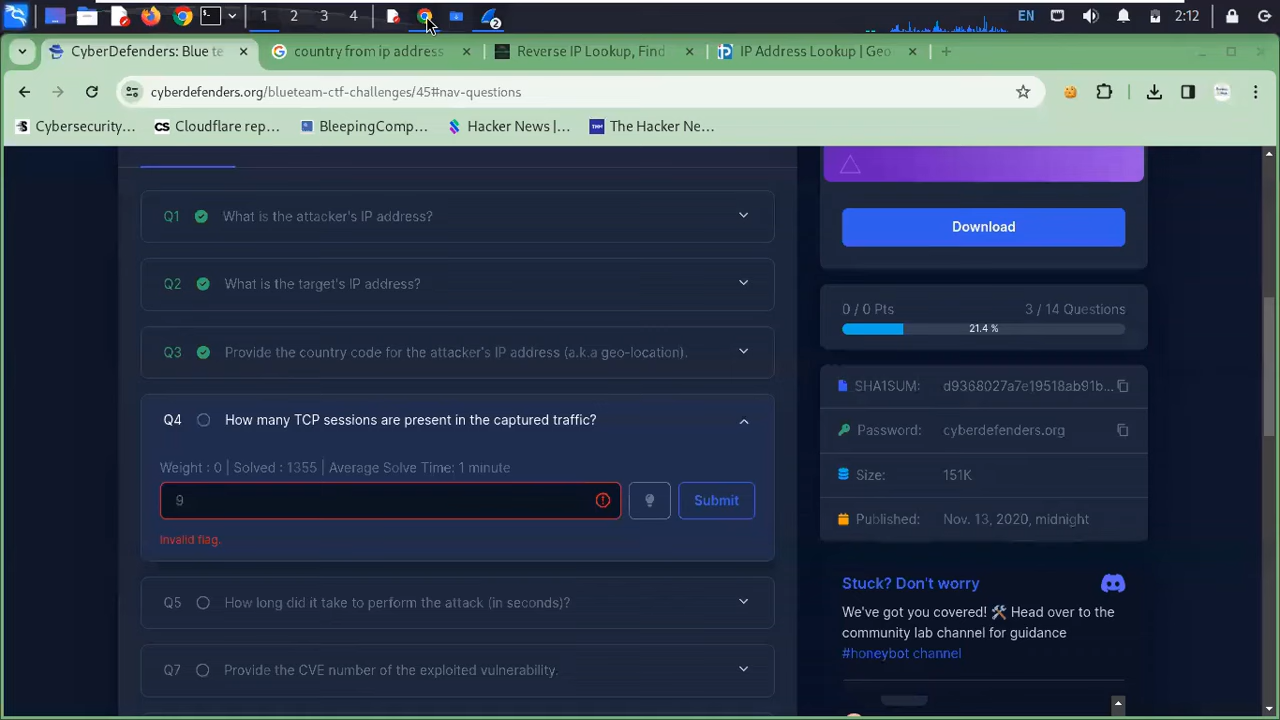 1 2 3 4 2 EN 2:12
CyberDefenders: Blue te country from ip address Reverse IP Lookup, Find IP Address Lookup | Geo
cyberdefenders.org/blueteam-ctf-challenges/45#nav-questions
Cybersecurity... CS Cloudflare rep... BleepingComp... Hacker News |... THN The Hacker Ne...
Q1 What is the attacker's IP address?
Q2 What is the target's IP address?
Q3 Provide the country code for the attacker's IP address (a.k.a geo-location).
Q4 How many TCP sessions are present in the captured traffic?
Weight : 0 | Solved : 1355 | Average Solve Time: 1 minute
9 Submit
Invalid flag.
Q5 How long did it take to perform the attack (in seconds)?
Q7 Provide the CVE number of the exploited vulnerability.
Download
0 / 0 Pts 3 / 14 Questions
21.4 %
SHA1SUM: d9368027a7e19518ab91b...
Password: cyberdefenders.org
Size: 151K
Published: Nov. 13, 2020, midnight
Stuck? Don't worry
We've got you covered! 🛠 Head over to the
community lab channel for guidance
#honeybot channel